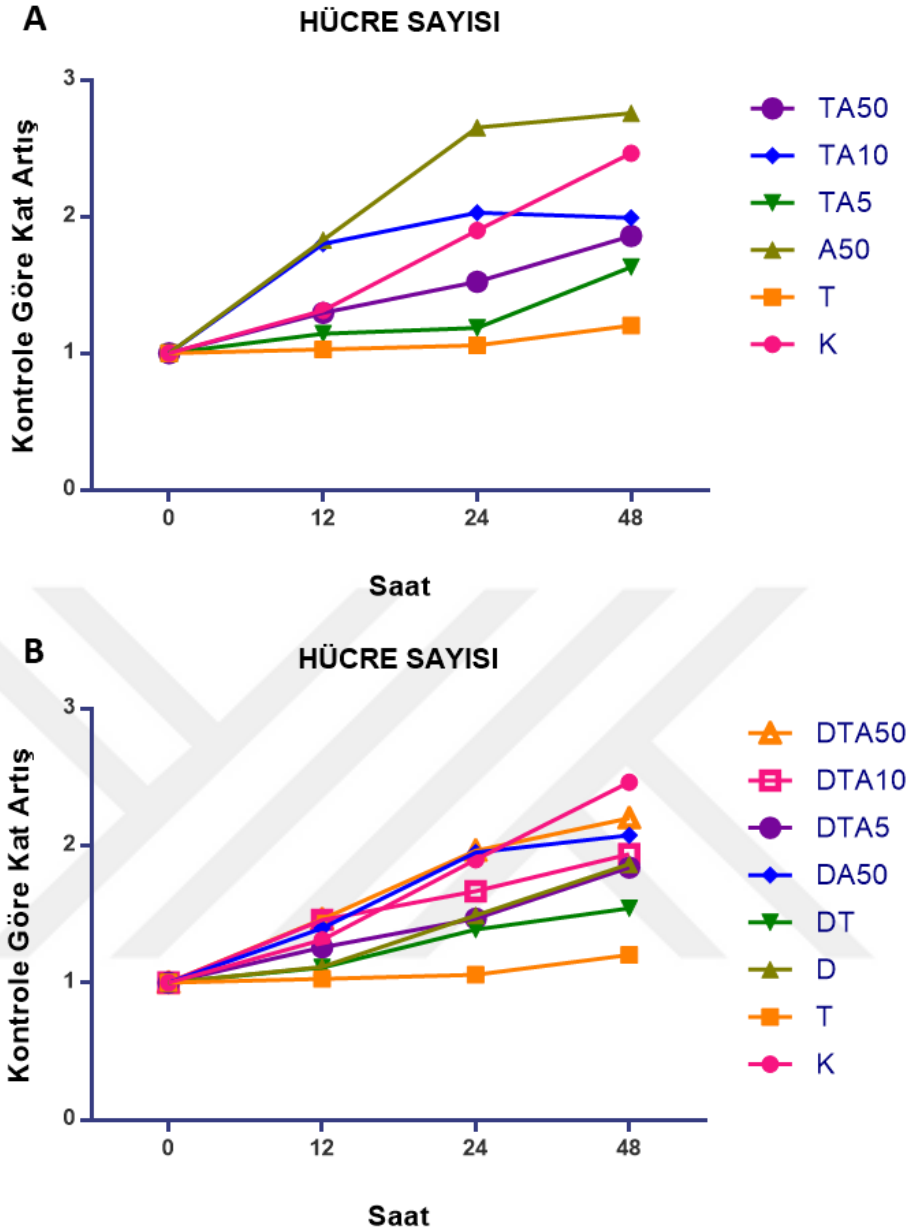 A
HÜCRE SAYISI
Kontrole Göre Kat Artış
3
2
1
0
0 12 24 48
Saat
TA50
TA10
TA5
A50
T
K
B
HÜCRE SAYISI
Kontrole Göre Kat Artış
3
2
1
0
0 12 24 48
Saat
DTA50
DTA10
DTA5
DA50
DT
D
T
K